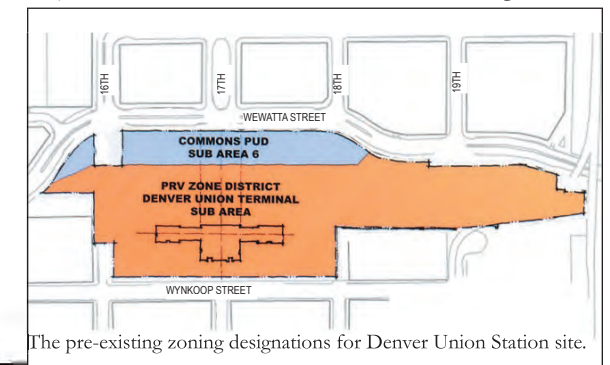 16TH
17TH
18TH
19TH
WEWATTA STREET
COMMONS PUD
SUB AREA 6
PRV ZONE DISTRICT
DENVER UNION TERMINAL
SUB AREA
WYNKOOP STREET
The pre-existing zoning designations for Denver Union Station site.